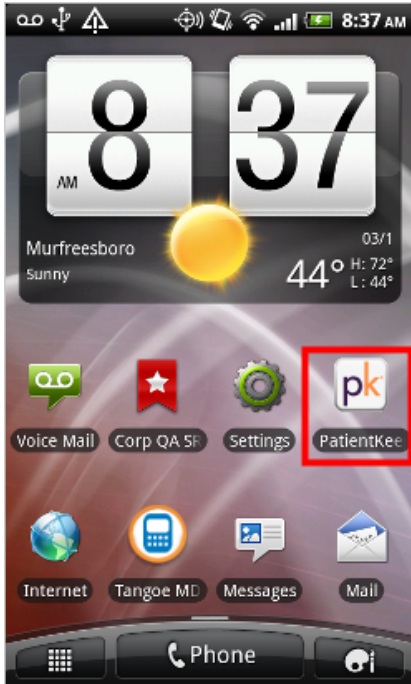 8:37 AM
8 37
AM
Murfreesboro
Sunny
03/1
44° H: 72°
L: 44°
pk
Voice Mail Corp QA SR Settings PatientKee
Internet Tangoe MD Messages Mail
Phone